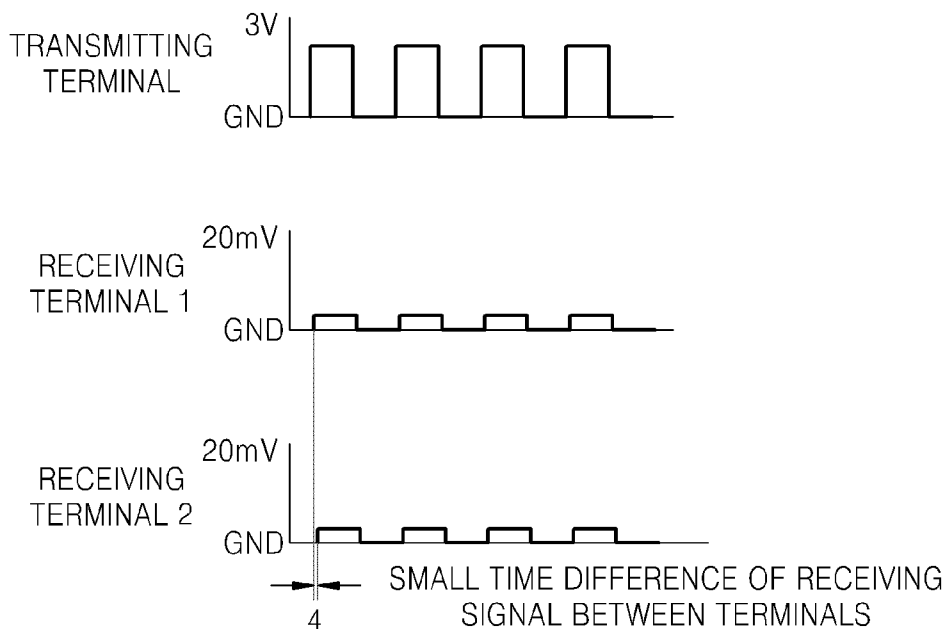 3V
TRANSMITTING
TERMINAL
GND
20mV
RECEIVING
TERMINAL 1
GND
20mV
RECEIVING
TERMINAL 2
GND
4
SMALL TIME DIFFERENCE OF RECEIVING
SIGNAL BETWEEN TERMINALS